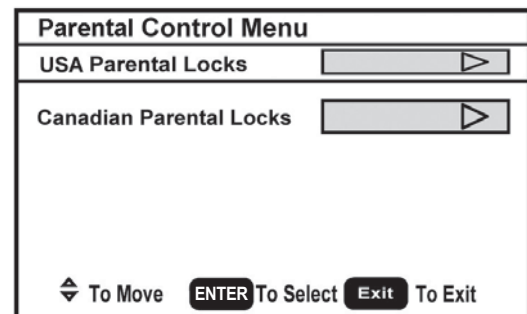 Parental Control Menu
USA Parental Locks
Canadian Parental Locks
To Move ENTER To Select Exit To Exit